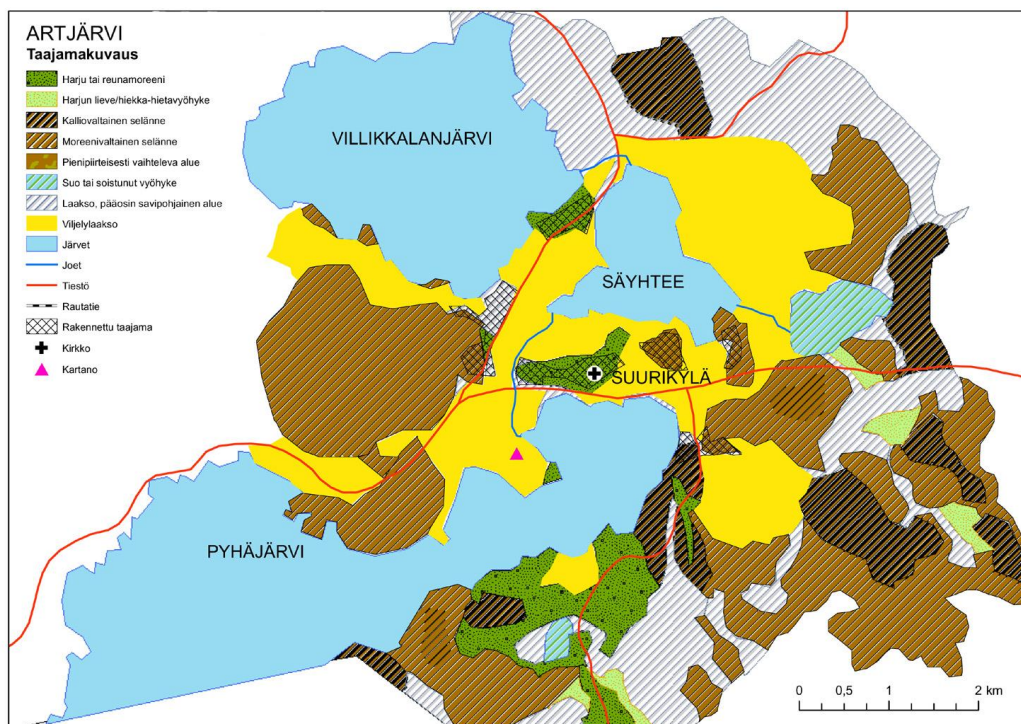 ARTJÄRVI
Taajamakuvaus
Harju tai reunamoreeni
Harjun lieve/hiekka-hietavyöhyke
Kalliovaltainen selänne
Moreenivaltainen selänne
Pienipiirteisesti vaihteleva alue
Suo tai soistunut vyöhyke
Laakso, pääosin savipohjainen alue
Viljelylaakso
Järvet
Joet
Tiestö
Rautatie
Rakennettu taajama
Kirkko
Kartano
VILLIKKALANJÄRVI
SÄYHTEE
SUURIKYLÄ
PYHÄJÄRVI
0 0,5 1 2 km